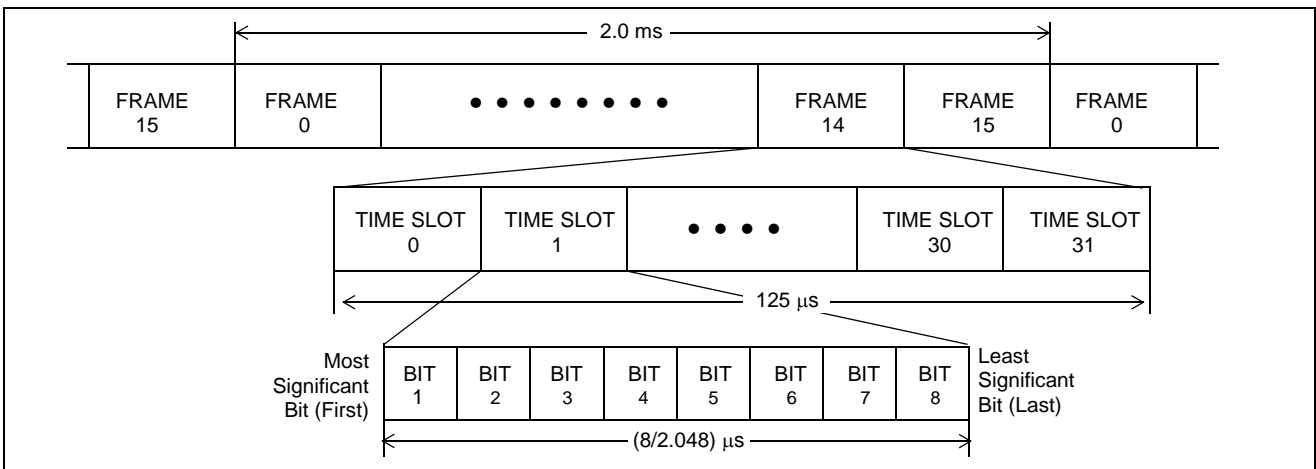 2.0 ms
FRAME 15
FRAME 0
FRAME 14
FRAME 15
FRAME 0
TIME SLOT 0
TIME SLOT 1
TIME SLOT 30
TIME SLOT 31
125 μs
Most
Significant
Bit (First)
BIT 1
BIT 2
BIT 3
BIT 4
BIT 5
BIT 6
BIT 7
BIT 8
Least
Significant
Bit (Last)
(8/2.048) μs